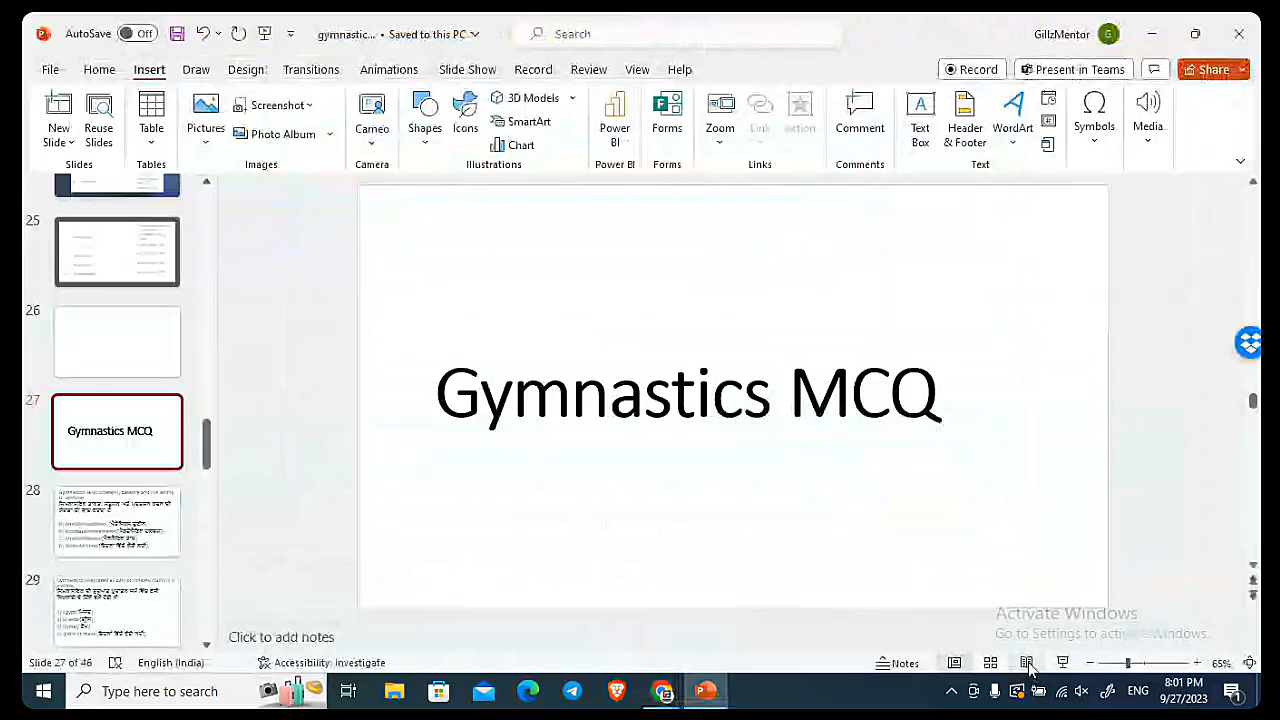 AutoSave Off gymnastic... • Saved to this PC Search GillzMentor G
File Home Insert Draw Design Transitions Animations Slide Show Record Review View Help Record Present in Teams Share
New Slide Reuse Slides Table Pictures Screenshot Photo Album Cameo Shapes Icons 3D Models SmartArt Chart Power BI Forms Zoom Link Action Comment Text Box Header & Footer WordArt Symbols Media
Slides Tables Images Camera Illustrations Power BI Forms Links Comments Text
25
26
27
Gymnastics MCQ
28
29
Gymnastics MCQ
Activate Windows
Go to Settings to activate Windows.
Click to add notes
Slide 27 of 46 English (India) Accessibility: Investigate Notes 65%
Type here to search ENG 8:01 PM
9/27/2023 1